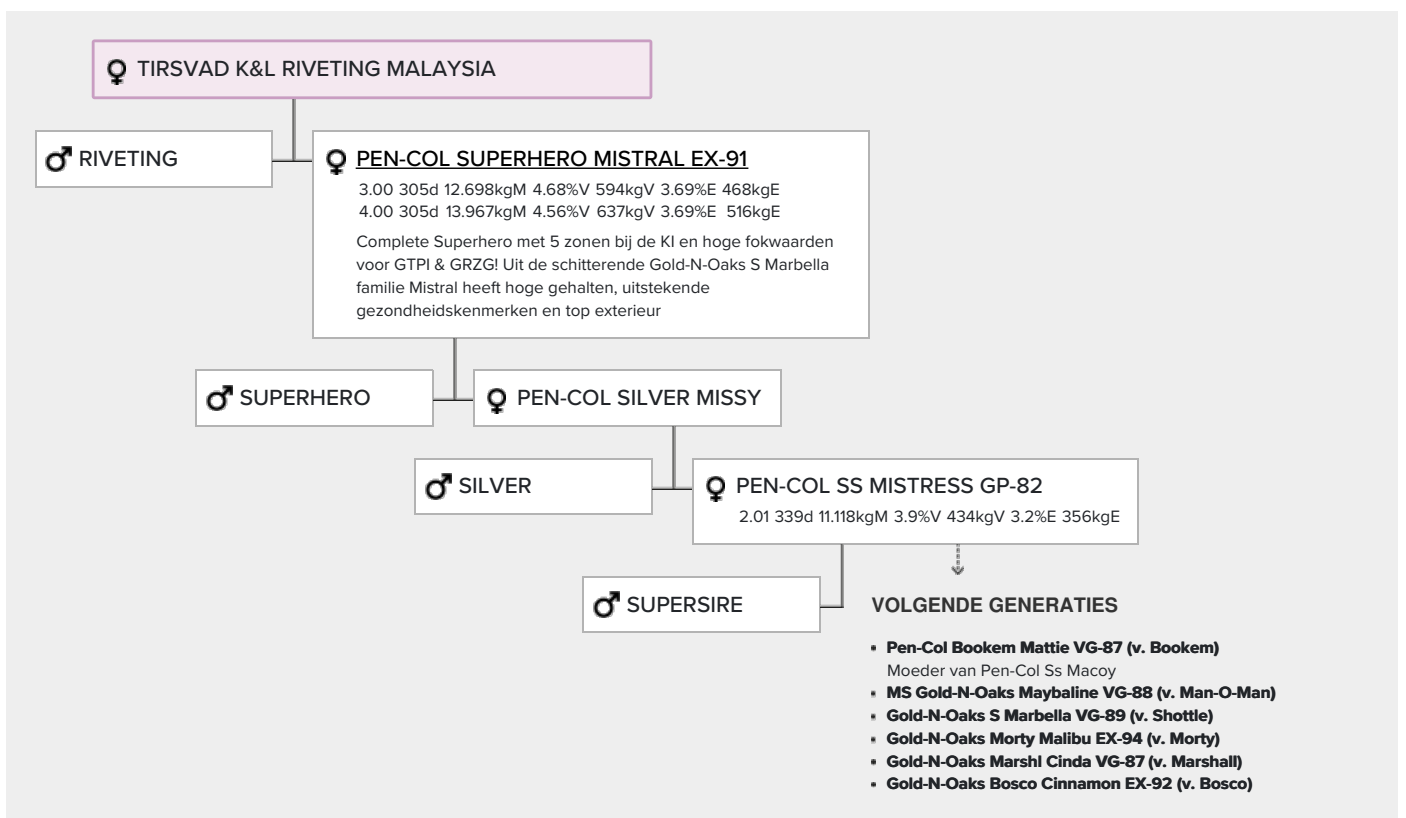 TIRSVAD K&L RIVETING MALAYSIA
RIVETING
PEN-COL SUPERHERO MISTRAL EX-91
3.00 305d 12.698kgM 4.68%V 594kgV 3.69%E 468kgE
4.00 305d 13.967kgM 4.56%V 637kgV 3.69%E 516kgE
Complete Superhero met 5 zonen bij de KI en hoge fokwaarden
voor GTPI & GRZG! Uit de schitterende Gold-N-Oaks S Marbella
familie Mistral heeft hoge gehalten, uitstekende
gezondheidskenmerken en top exterieur
SUPERHERO
PEN-COL SILVER MISSY
SILVER
PEN-COL SS MISTRESS GP-82
2.01 339d 11.118kgM 3.9%V 434kgV 3.2%E 356kgE
SUPERSIRE
VOLGENDE GENERATIES
Pen-Col Bookem Mattie VG-87 (v. Bookem)
Moeder van Pen-Col Ss Macoy
MS Gold-N-Oaks Maybaline VG-88 (v. Man-O-Man)
Gold-N-Oaks S Marbella VG-89 (v. Shottle)
Gold-N-Oaks Morty Malibu EX-94 (v. Morty)
Gold-N-Oaks Marshl Cinda VG-87 (v. Marshall)
Gold-N-Oaks Bosco Cinnamon EX-92 (v. Bosco)